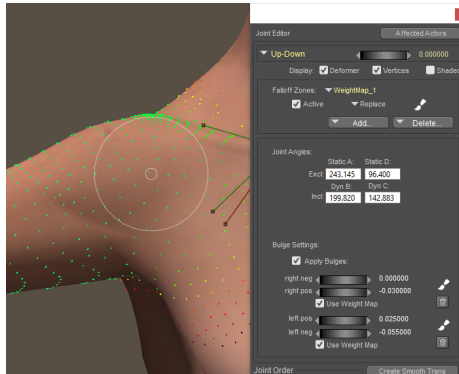 Joint Editor Affected Actors
Up-Down 0.000000
Display: Deformer Vertices Shaded
Falloff Zones: WeightMap_1
Active Replace
Add... Delete...
Joint Angles:
Static A: Static D:
Excl: 243.145 96.400
Dyn B: Dyn C:
Incl: 199.820 142.883
Bulge Settings:
Apply Bulges:
right neg 0.000000
right pos -0.030000
Use Weight Map
left pos 0.025000
left neg -0.055000
Use Weight Map
Joint Order Create Smooth Trans